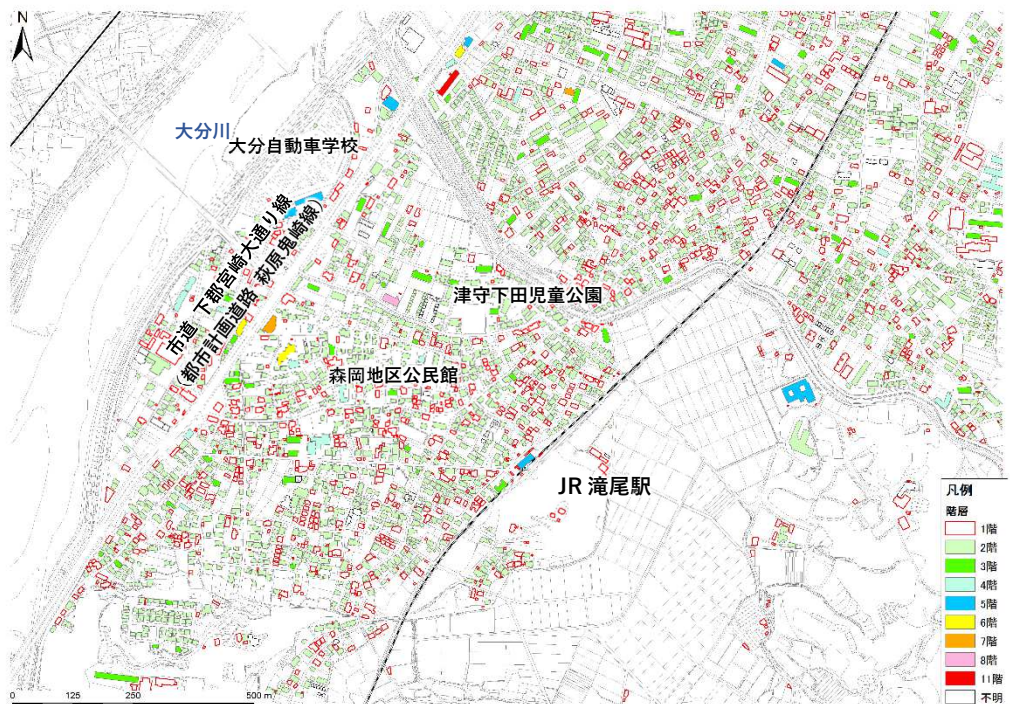 N
大分川
大分自動車学校
市道 下郡宮崎大通り線
（都市計画道路 萩原鬼崎線）
津守下田児童公園
森岡地区公民館
JR 滝尾駅
凡例
階層
1階
2階
3階
4階
5階
6階
7階
8階
11階
不明
0 125 250 500 m